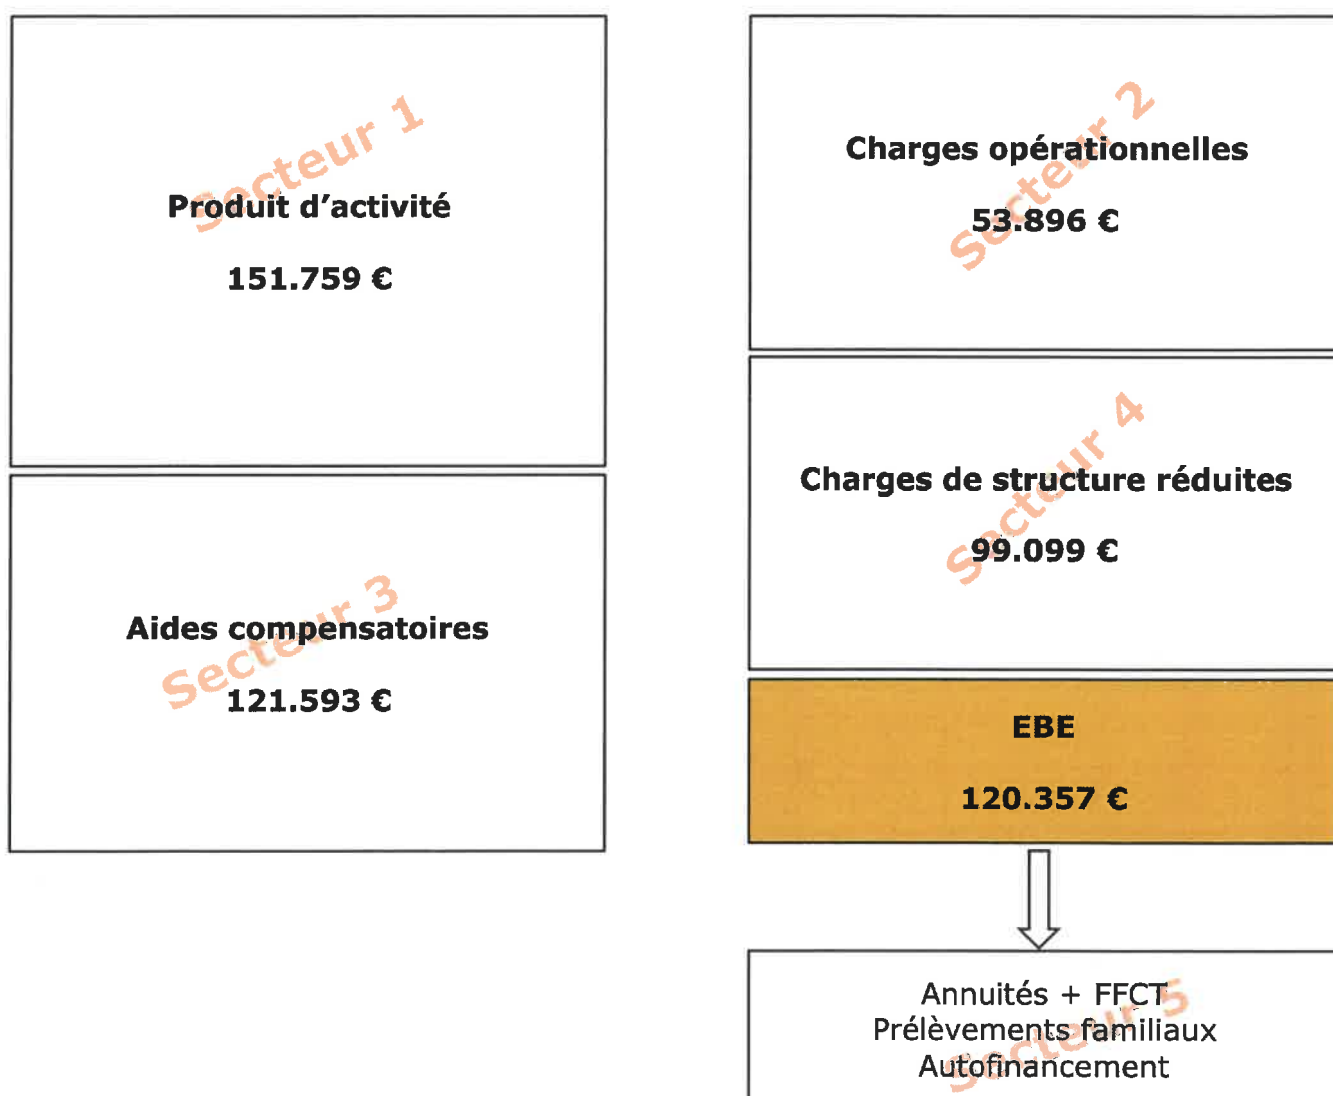 Secteur 1
Produit d'activité
151.759 €
Secteur 3
Aides compensatoires
121.593 €
Secteur 2
Charges opérationnelles
53.896 €
Secteur 4
Charges de structure réduites
99.099 €
EBE
120.357 €
Secteur 5
Annuités + FFCT
Prélèvements familiaux
Autofinancement